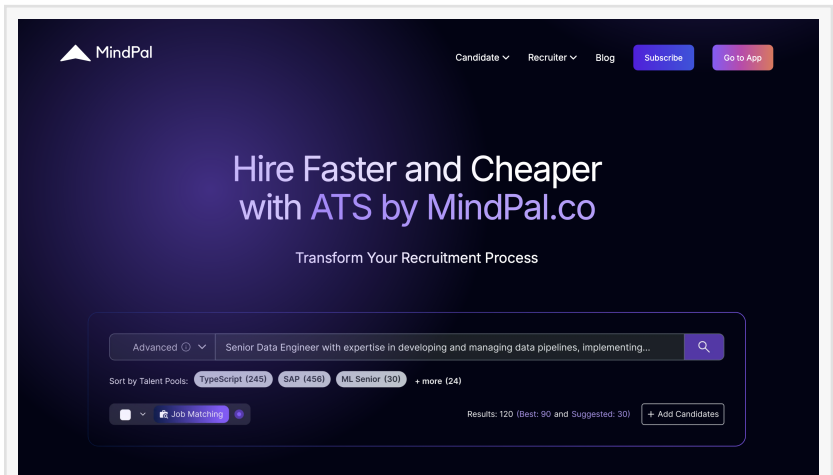 MindPal
Candidate Recruiter Blog Subscribe Go to App
Hire Faster and Cheaper
with ATS by MindPal.co
Transform Your Recruitment Process
Advanced Senior Data Engineer with expertise in developing and managing data pipelines, implementing...
Sort by Talent Pools: TypeScript (245) SAP (456) ML Senior (30) + more (24)
Job Matching Results: 120 (Best: 90 and Suggested: 30) + Add Candidates